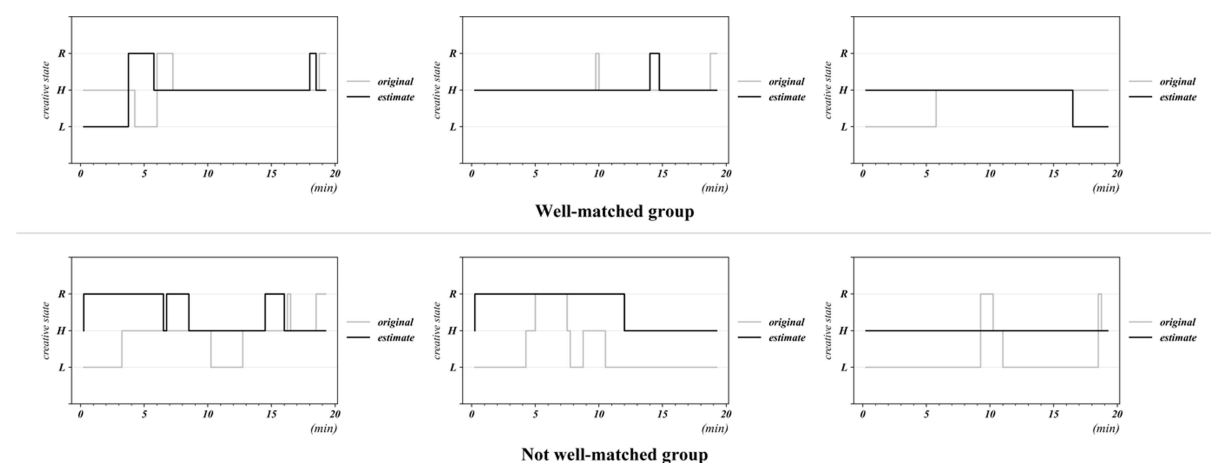 R
H
L
creative state
original
estimate
0 5 10 15 20
(min)
R
H
L
creative state
original
estimate
0 5 10 15 20
(min)
R
H
L
creative state
original
estimate
0 5 10 15 20
(min)
Well-matched group
R
H
L
creative state
original
estimate
0 5 10 15 20
(min)
R
H
L
creative state
original
estimate
0 5 10 15 20
(min)
R
H
L
creative state
original
estimate
0 5 10 15 20
(min)
Not well-matched group